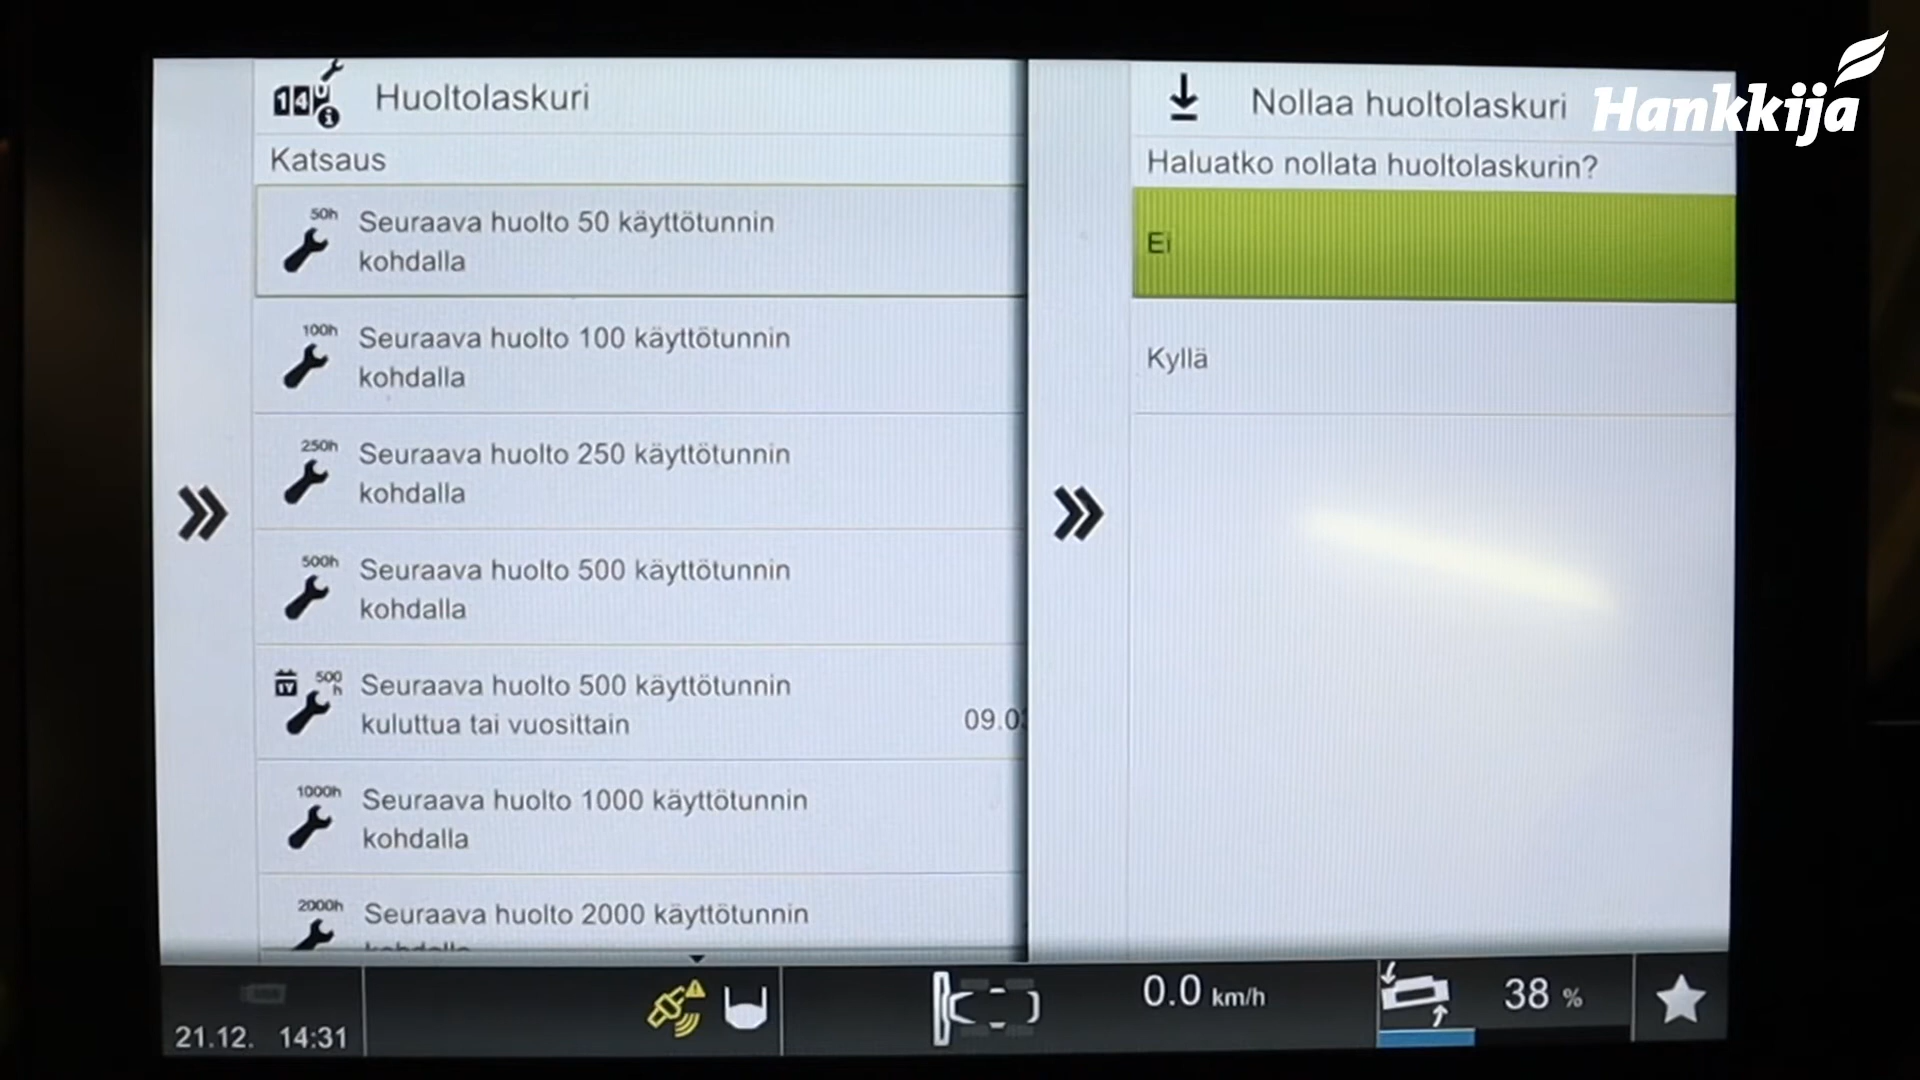 Hankkija
Huoltolaskuri
Katsaus
50h
Seuraava huolto 50 käyttötunnin
kohdalla
100h
Seuraava huolto 100 käyttötunnin
kohdalla
250h
Seuraava huolto 250 käyttötunnin
kohdalla
500h
Seuraava huolto 500 käyttötunnin
kohdalla
500
h
Seuraava huolto 500 käyttötunnin
kuluttua tai vuosittain
09.0
1000h
Seuraava huolto 1000 käyttötunnin
kohdalla
2000h
Seuraava huolto 2000 käyttötunnin
Nollaa huoltolaskuri
Haluatko nollata huoltolaskurin?
Ei
Kyllä
21.12. 14:31
0.0 km/h
38 %